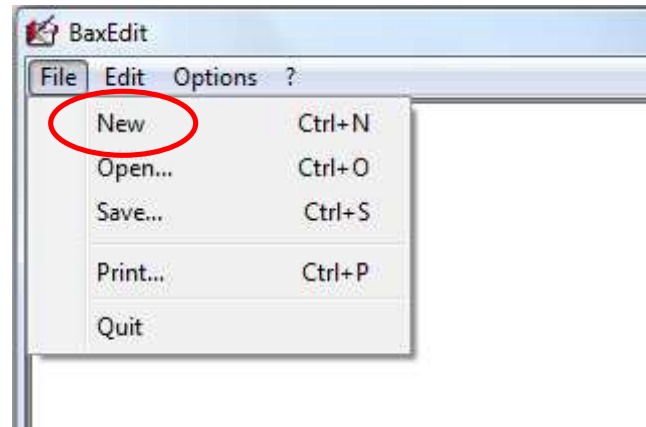 BaxEdit
File Edit Options ?
New Ctrl+N
Open... Ctrl+O
Save... Ctrl+S
Print... Ctrl+P
Quit